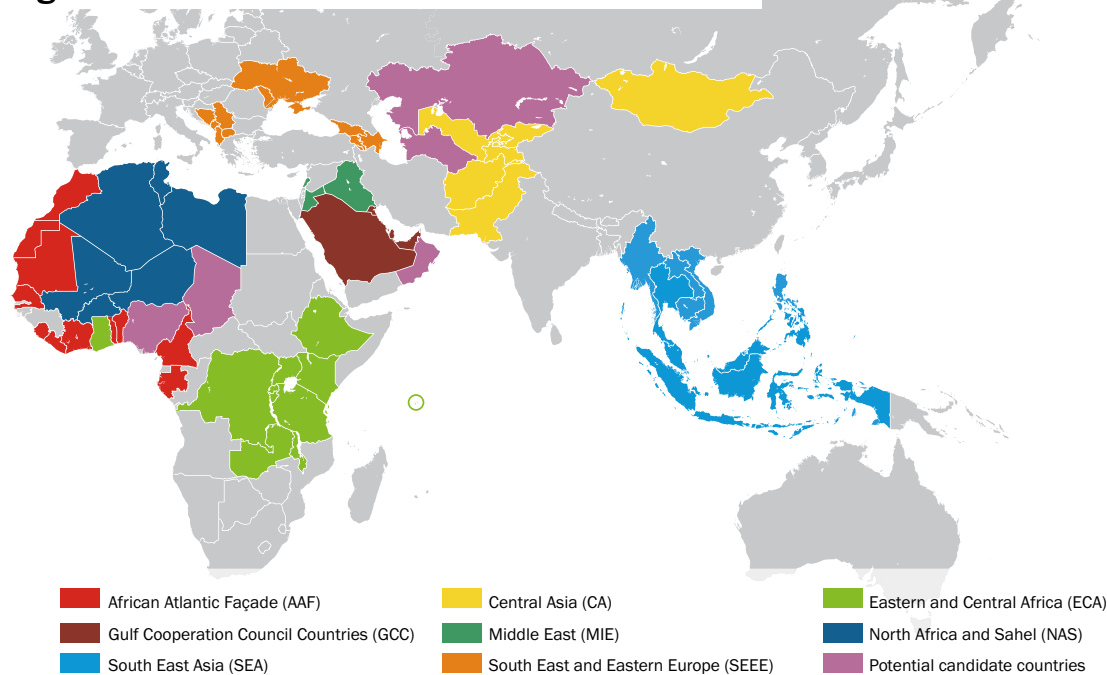 African Atlantic Façade (AAF)
Central Asia (CA)
Eastern and Central Africa (ECA)
Gulf Cooperation Council Countries (GCC)
Middle East (MIE)
North Africa and Sahel (NAS)
South East Asia (SEA)
South East and Eastern Europe (SEEE)
Potential candidate countries